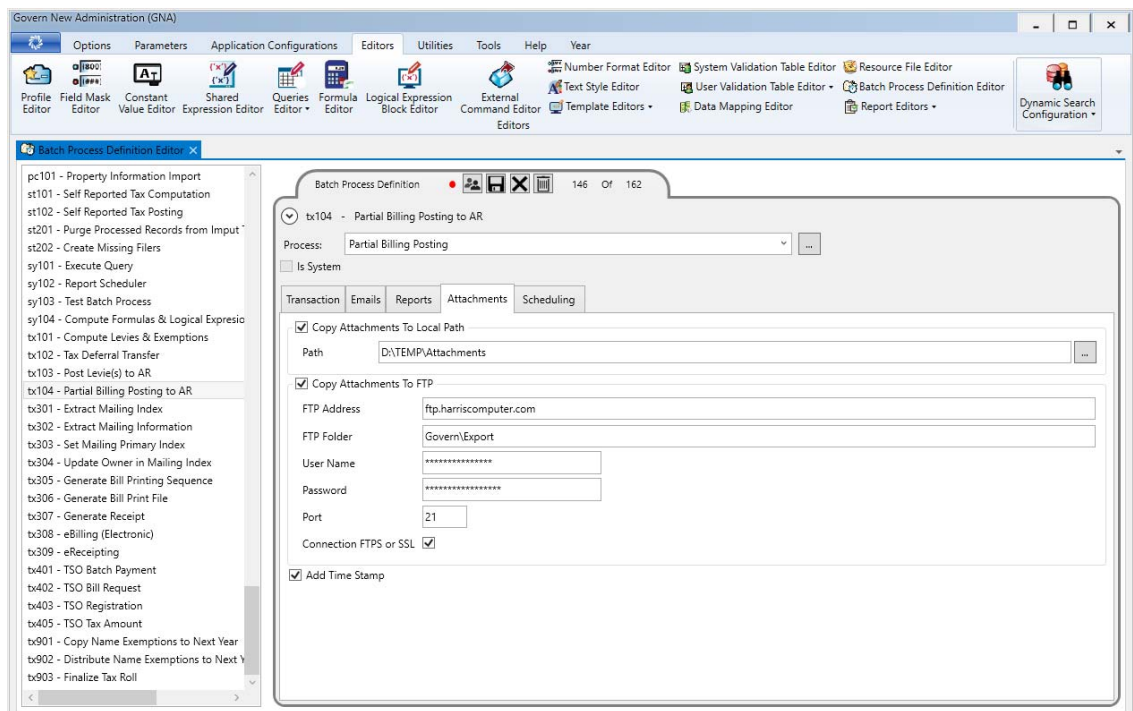 Govern New Administration (GNA)
Options Parameters Application Configurations Editors Utilities Tools Help Year
Profile Editor
Field Mask Editor
Constant Value Editor
Shared Expression Editor
Queries Editor
Formula Editor
Logical Expression Block Editor
External Command Editor
Number Format Editor
Text Style Editor
Template Editors
System Validation Table Editor
User Validation Table Editor
Data Mapping Editor
Resource File Editor
Batch Process Definition Editor
Report Editors
Editors
Dynamic Search Configuration
Batch Process Definition Editor
pc101 - Property Information Import
st101 - Self Reported Tax Computation
st102 - Self Reported Tax Posting
st201 - Purge Processed Records from Imput
st202 - Create Missing Filers
sy101 - Execute Query
sy102 - Report Scheduler
sy103 - Test Batch Process
sy104 - Compute Formulas & Logical Expresio
tx101 - Compute Levies & Exemptions
tx102 - Tax Deferral Transfer
tx103 - Post Levie(s) to AR
tx104 - Partial Billing Posting to AR
tx301 - Extract Mailing Index
tx302 - Extract Mailing Information
tx303 - Set Mailing Primary Index
tx304 - Update Owner in Mailing Index
tx305 - Generate Bill Printing Sequence
tx306 - Generate Bill Print File
tx307 - Generate Receipt
tx308 - eBilling (Electronic)
tx309 - eReceipting
tx401 - TSO Batch Payment
tx402 - TSO Bill Request
tx403 - TSO Registration
tx405 - TSO Tax Amount
tx901 - Copy Name Exemptions to Next Year
tx902 - Distribute Name Exemptions to Next Y
tx903 - Finalize Tax Roll
Batch Process Definition 146 Of 162
tx104 - Partial Billing Posting to AR
Process: Partial Billing Posting ...
Is System
Transaction Emails Reports Attachments Scheduling
Copy Attachments To Local Path
Path D:\TEMP\Attachments ...
Copy Attachments To FTP
FTP Address ftp.harriscomputer.com
FTP Folder Govern\Export
User Name ***************
Password *****************
Port 21
Connection FTPS or SSL
Add Time Stamp